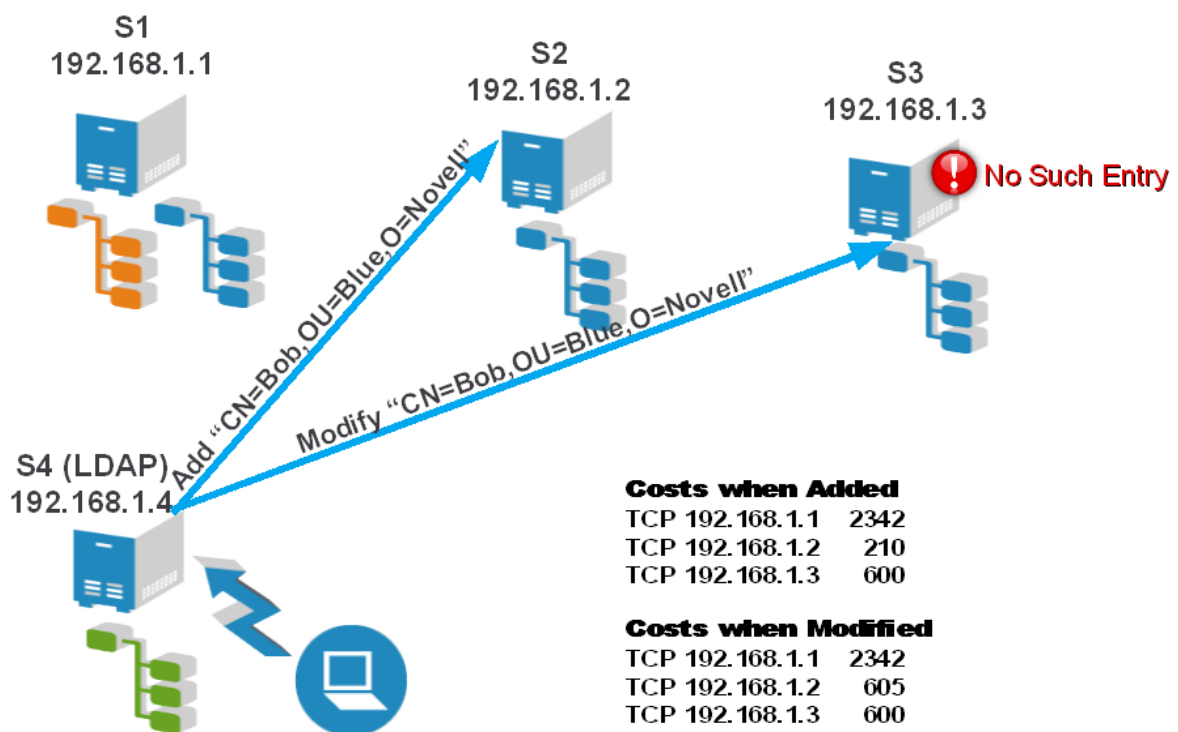 S1
192.168.1.1
S2
192.168.1.2
S3
192.168.1.3
No Such Entry
Add “CN=Bob,OU=Blue,O=Novell”
Modify “CN=Bob,OU=Blue,O=Novell”
S4 (LDAP)
192.168.1.4
Costs when Added
TCP 192.168.1.1 2342
TCP 192.168.1.2 210
TCP 192.168.1.3 600
Costs when Modified
TCP 192.168.1.1 2342
TCP 192.168.1.2 605
TCP 192.168.1.3 600